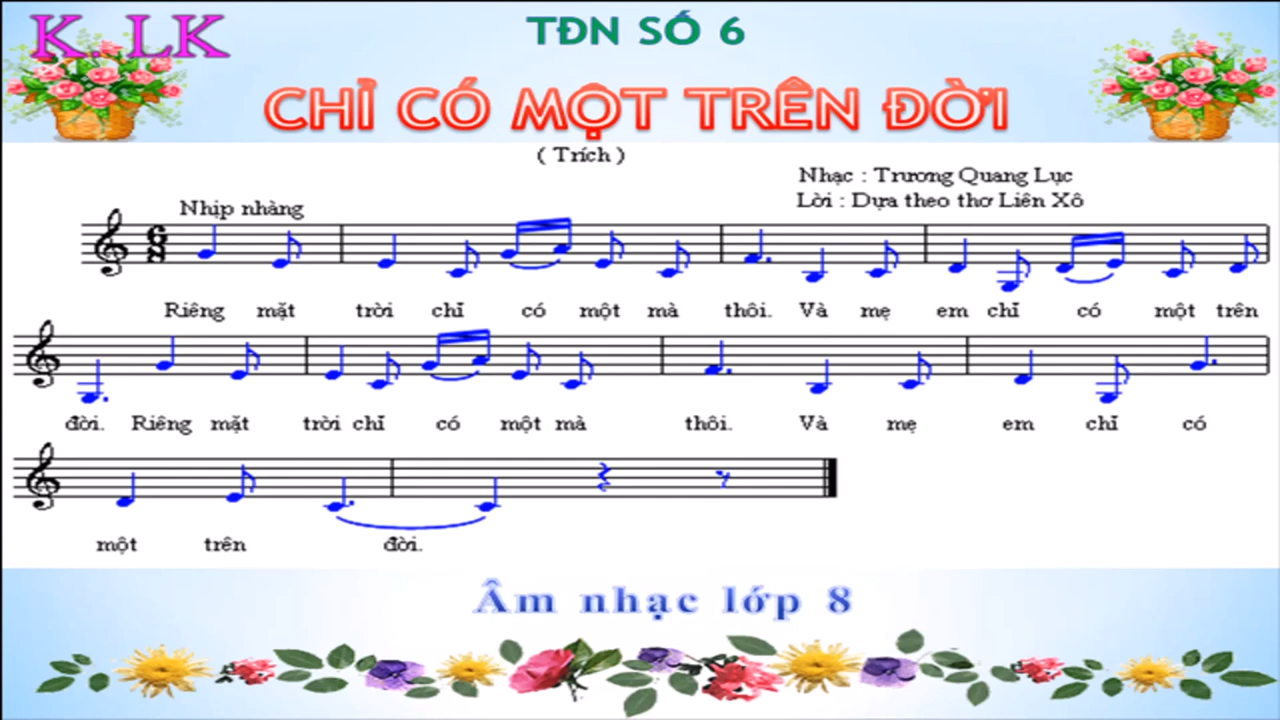 K. LK
TĐN SỐ 6
CHỈ CÓ MỘT TRÊN ĐỜI
( Trích )
Nhạc : Trương Quang Lục
Lời : Dựa theo thơ Liên Xô
Nhịp nhàng
6
8
Riêng mặt trời chỉ có một mà thôi. Và mẹ em chỉ có một trên
đời. Riêng mặt trời chỉ có một mà thôi. Và mẹ em chỉ có
một trên đời.
Âm nhạc lớp 8